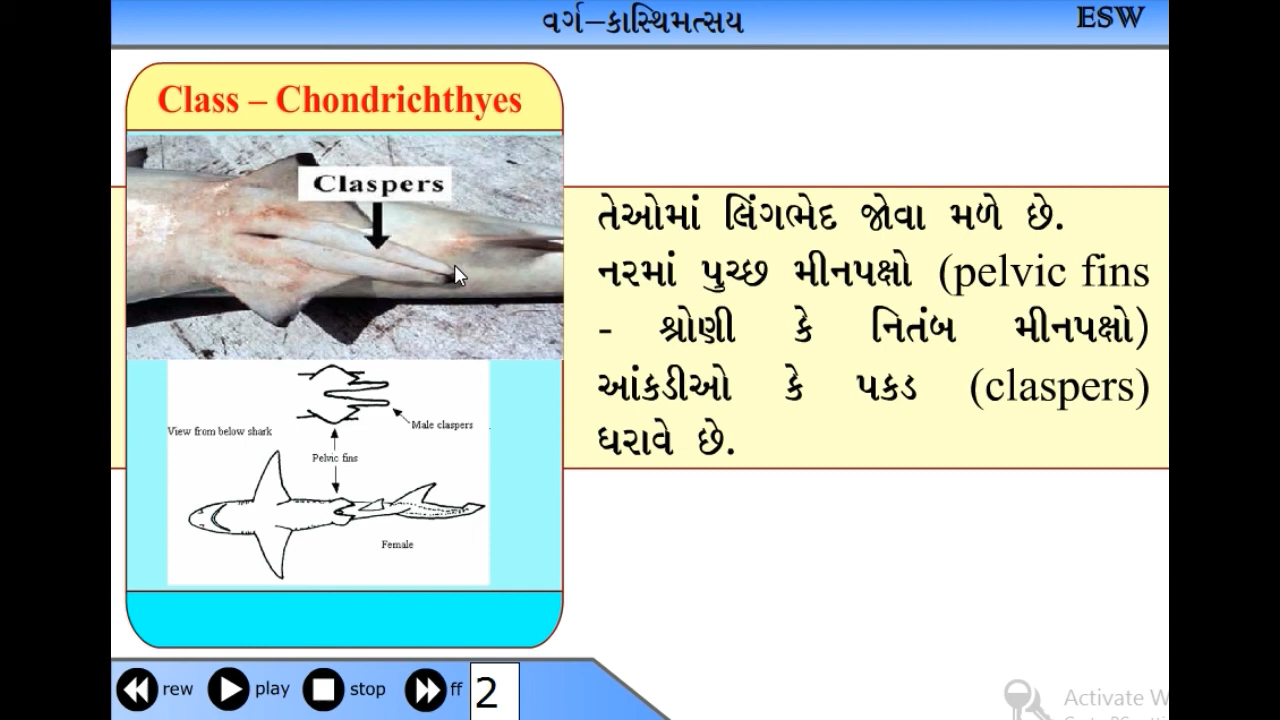 વર્ગ–કાસ્થિમત્સય
ESW
Class – Chondrichthyes
Claspers
તેઓમાં લિંગભેદ જોવા મળે છે.
નરમાં પુચ્છ મીનપક્ષો (pelvic fins
- શ્રોણી કે નિતંબ મીનપક્ષો)
આંકડીઓ કે પકડ (claspers)
ધરાવે છે.
Male claspers
View from below shark
Pelvic fins
Female
rew play stop ff 2
Activate W